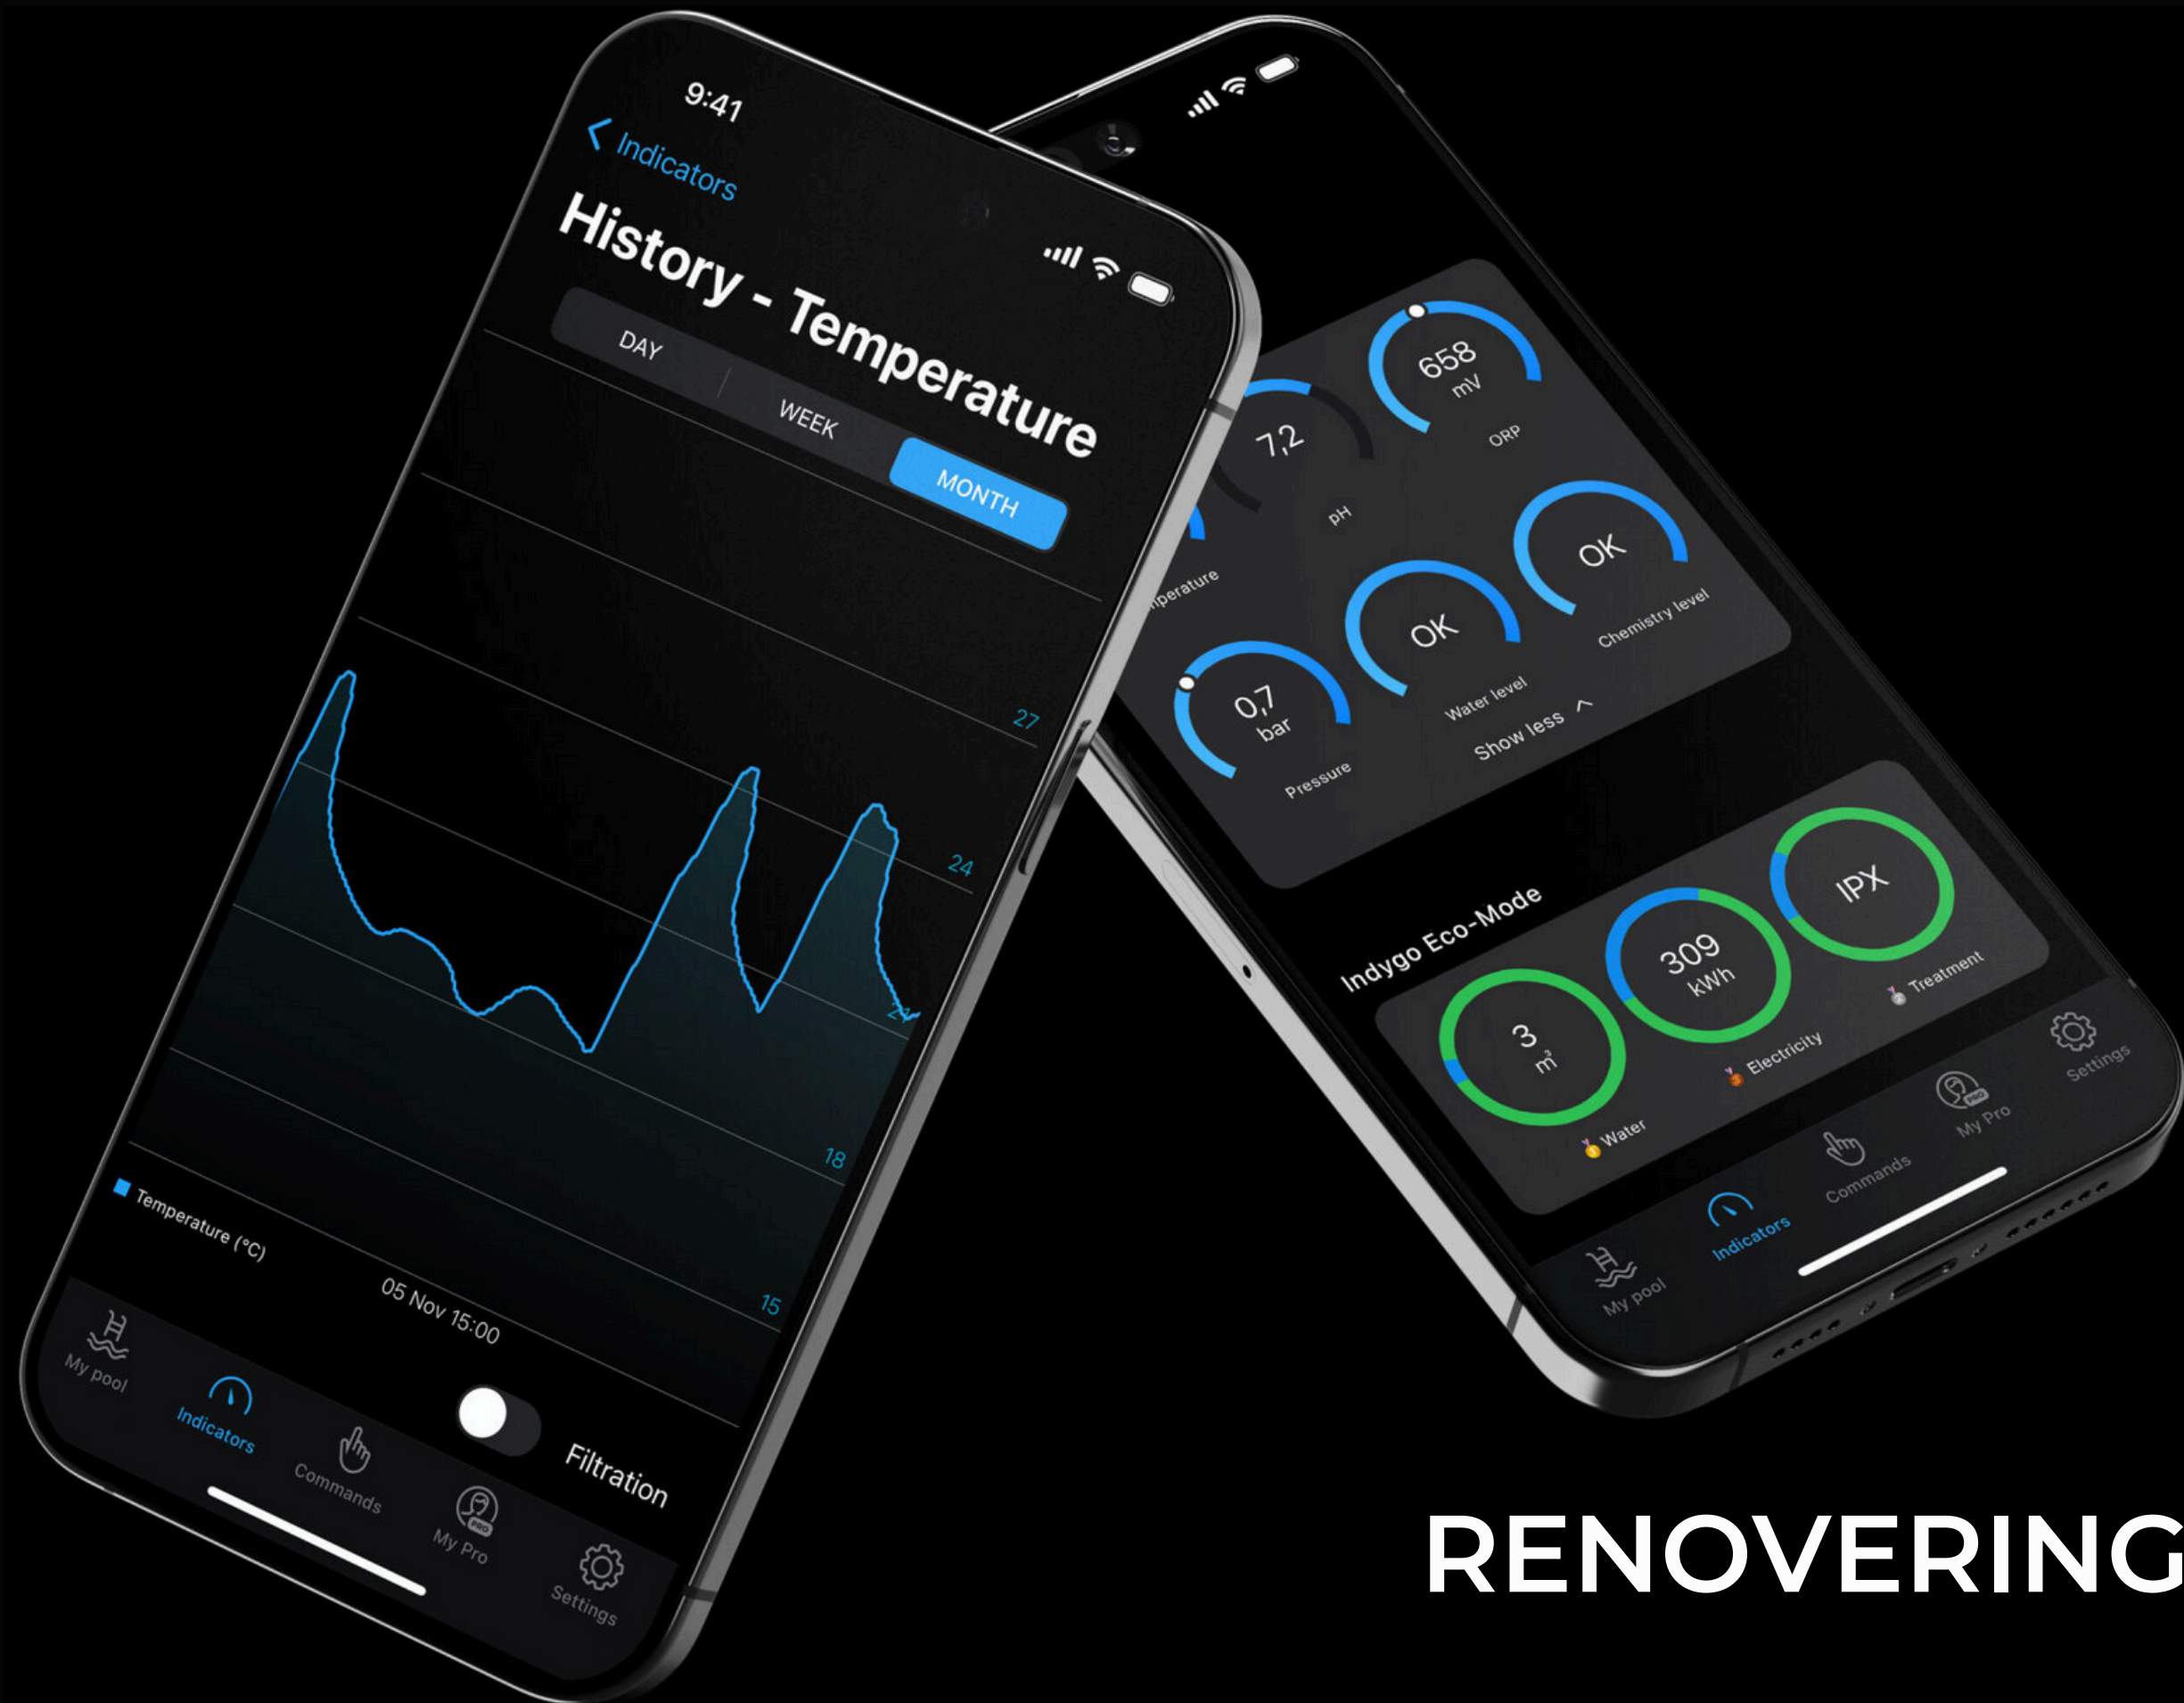 9:41
Indicators
History - Temperature
DAY
WEEK
MONTH
27
24
21
18
15
Temperature (°C)
05 Nov 15:00
Filtration
My pool
Indicators
Commands
My Pro
PRO
Settings
7,2
pH
658
mV
ORP
0,7
bar
Pressure
OK
Water level
OK
Chemistry level
Show less
Indygo Eco-Mode
3
m³
Water
309
kWh
Electricity
IPX
Treatment
My pool
Indicators
Commands
My Pro
PRO
Settings
RENOVERING